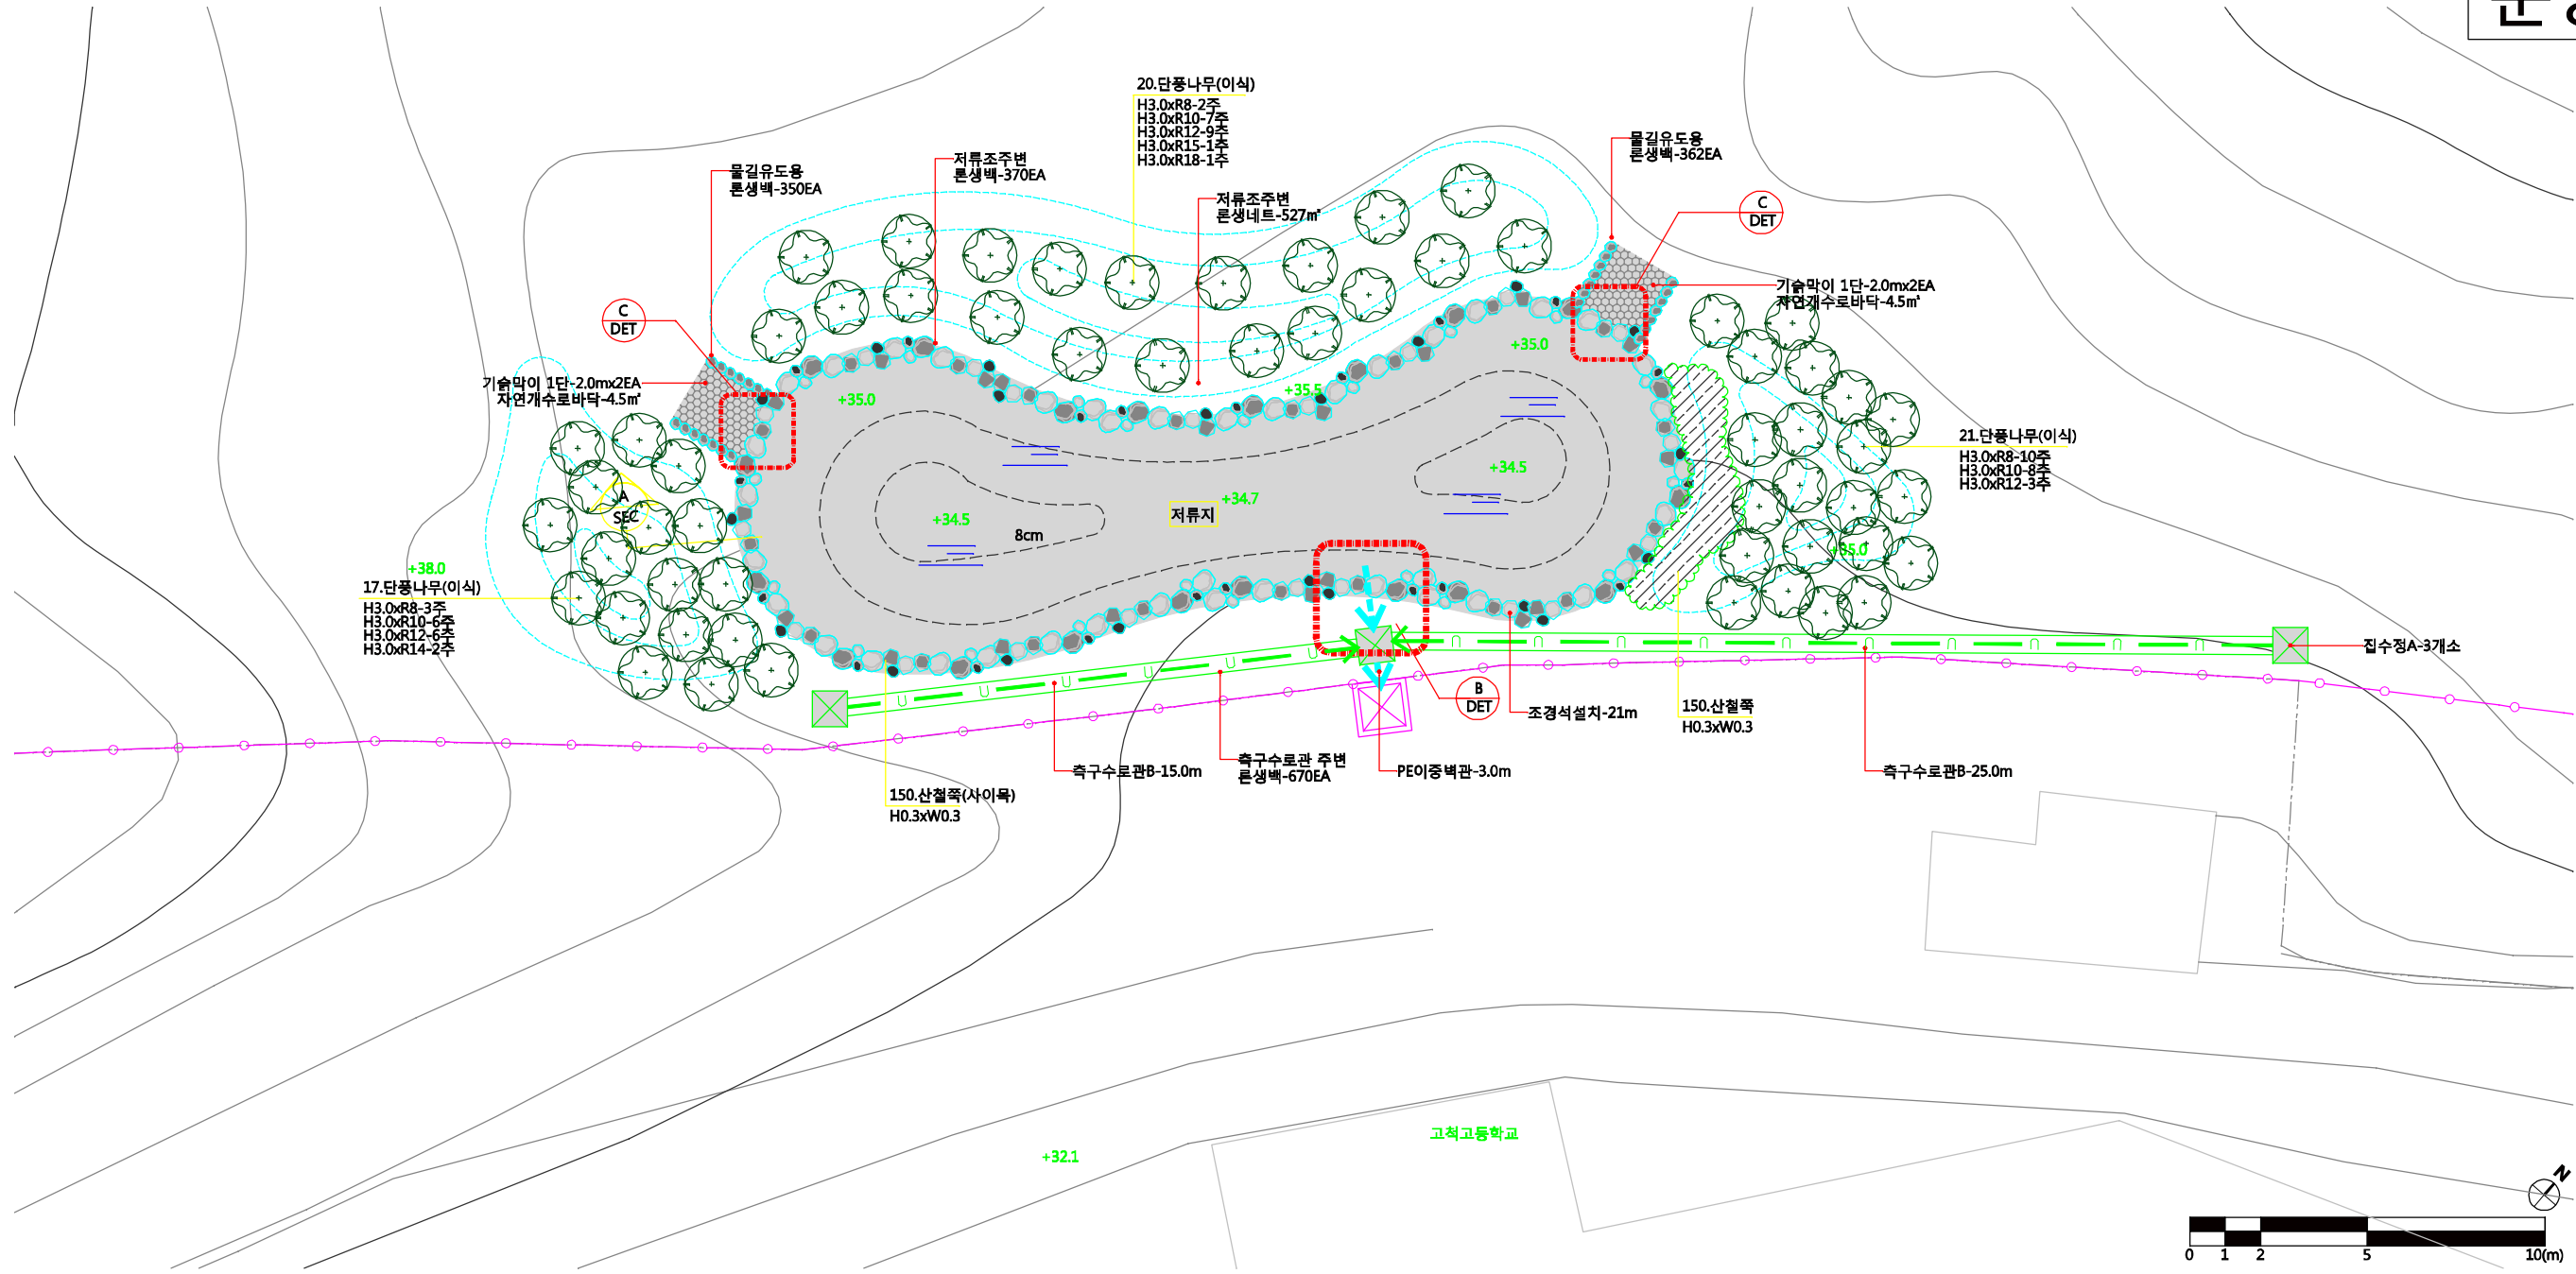 20.단풍나무(이식)
H3.0xR8-2주
H3.0xR10-7주
H3.0xR12-9주
H3.0xR15-1주
H3.0xR18-1주
물길유도용
론생백-350EA
저류조주변
론생백-370EA
저류조주변
론생네트-527㎡
물길유도용
론생백-362EA
C
DET
C
DET
기슭막이 1단-2.0mx2EA
자연개수로바닥-4.5㎡
기슭막이 1단-2.0mx2EA
자연개수로바닥-4.5㎡
+35.0
+35.5
+35.0
21.단풍나무(이식)
H3.0xR8-10주
H3.0xR10-8주
H3.0xR12-3주
+34.5
+34.7
저류지
+34.5
8cm
A
SEC
+35.0
+38.0
17.단풍나무(이식)
H3.0xR8-3주
H3.0xR10-6주
H3.0xR12-6주
H3.0xR14-2주
집수정A-3개소
B
DET
조경석설치-21m
150.산철쭉
H0.3xW0.3
측구수로관B-15.0m
측구수로관 주변
론생백-670EA
PE이중벽관-3.0m
측구수로관B-25.0m
150.산철쭉(사이목)
H0.3xW0.3
고척고등학교
+32.1
N
0 1 2 5 10(m)